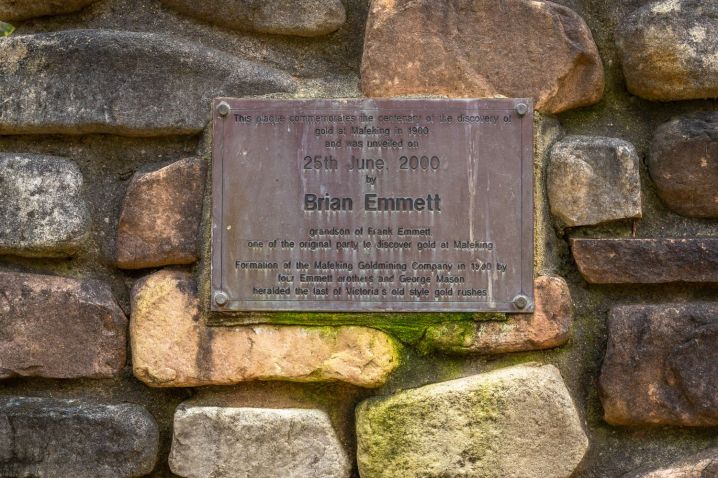 This plaque commemorates the centenary of the discovery of
gold at Mafeking in 1900
and was unveiled on
25th June, 2000
by
Brian Emmett
grandson of Frank Emmett
one of the original party to discover gold at Mafeking
Formation of the Mafeking Goldmining Company in 1900 by
four Emmett brothers and George Mason
heralded the last of Victoria's old style gold rushes